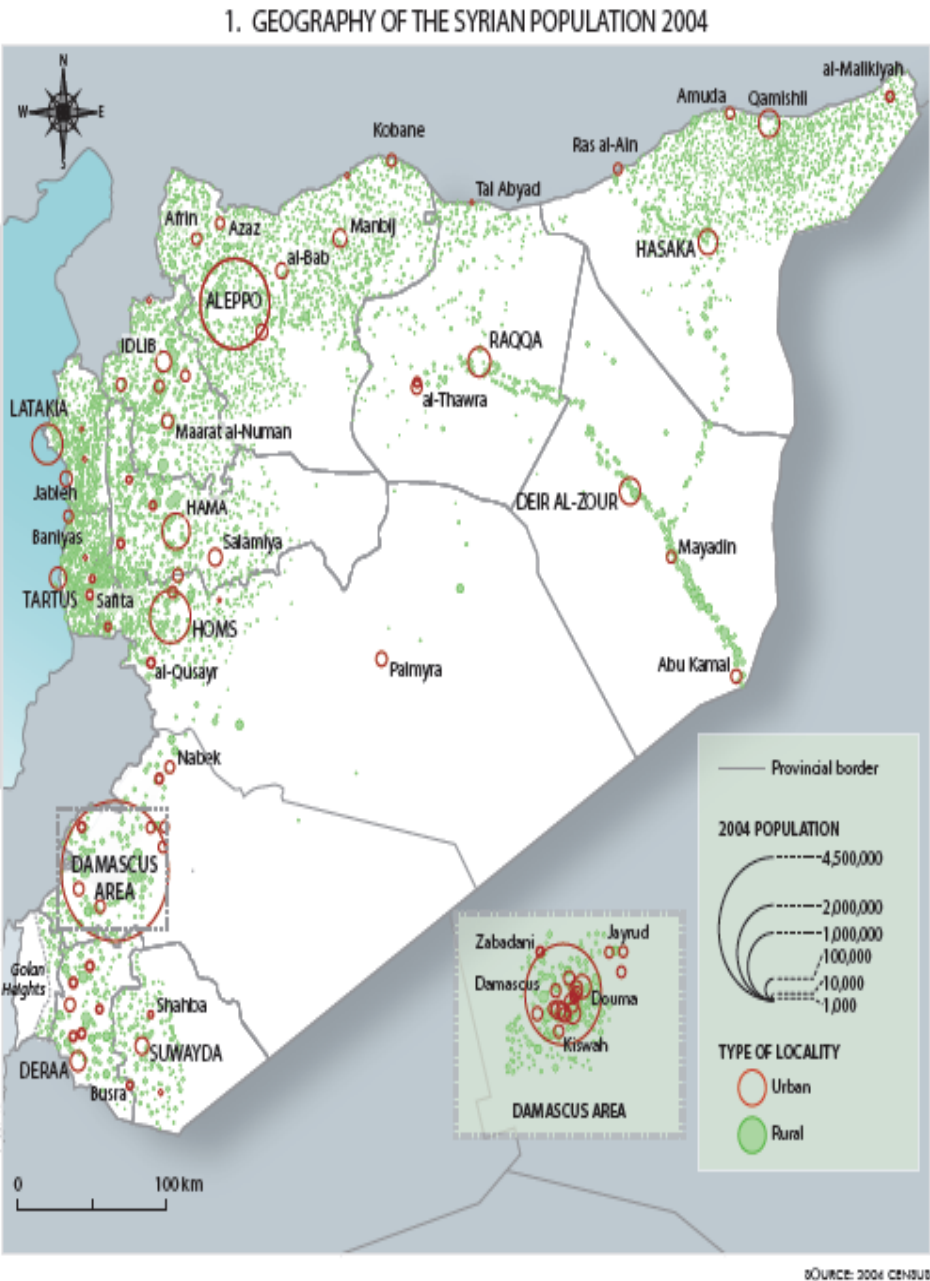 1. GEOGRAPHY OF THE SYRIAN POPULATION 2004
N
W
E
S
al-Malikiyah
Amuda
Qamishli
Kobane
Ras al-Ain
Tal Abyad
Afrin
Azaz
Manbij
al-Bab
HASAKA
ALEPPO
IDLIB
RAQQA
al-Thawra
LATAKIA
Maarat al-Numan
Jableh
HAMA
DEIR AL-ZOUR
Baniyas
Salamiya
Mayadin
TARTUS
Safita
HOMS
al-Qusayr
Palmyra
Abu Kamal
Nabek
DAMASCUS
AREA
Golan
Heights
Shahba
SUWAYDA
DERAA
Busra
0
100 km
Zabadani
Jayrud
Damascus
Douma
Kiswah
DAMASCUS AREA
Provincial border
2004 POPULATION
4,500,000
2,000,000
1,000,000
100,000
10,000
1,000
TYPE OF LOCALITY
Urban
Rural
SOURCE: 2004 CENSUS